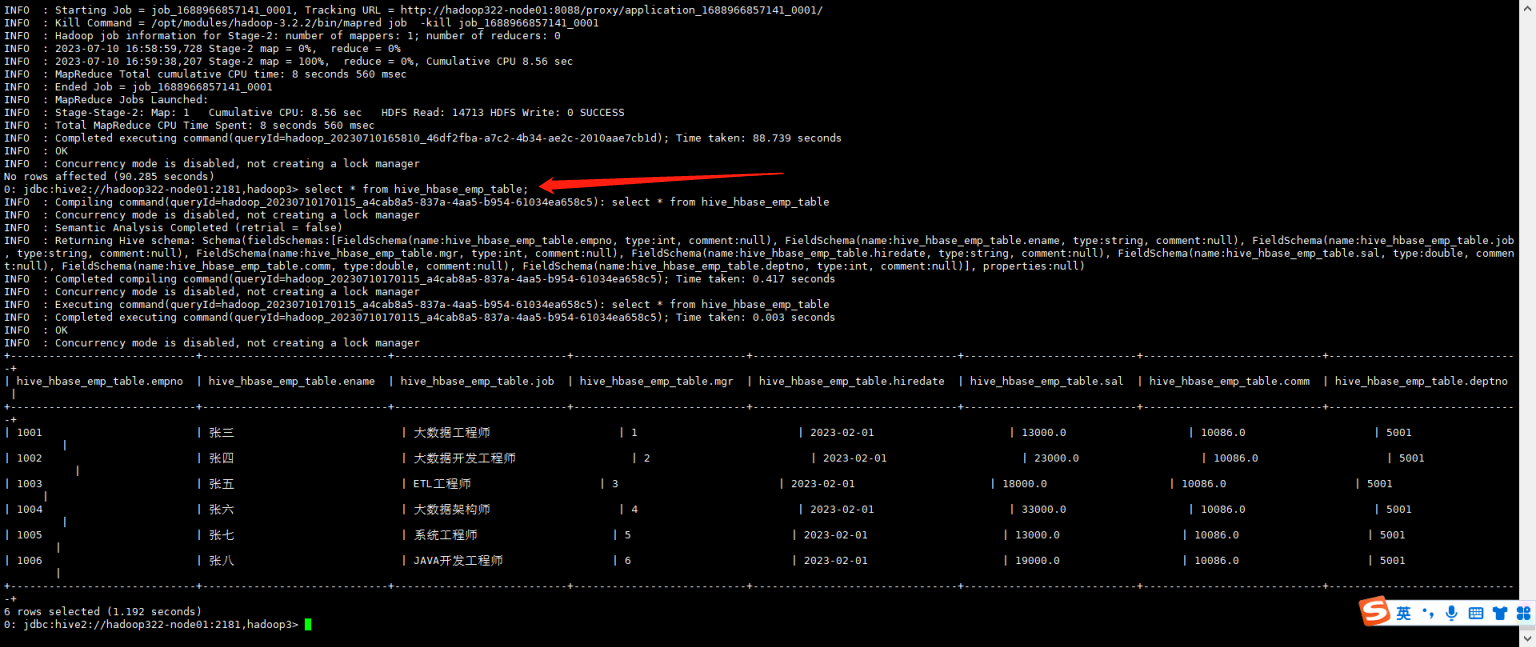 INFO  : Starting Job = job_1688966857141_0001, Tracking URL = http://hadoop322-node01:8088/proxy/application_1688966857141_0001/
INFO  : Kill Command = /opt/modules/hadoop-3.2.2/bin/mapred job  -kill job_1688966857141_0001
INFO  : Hadoop job information for Stage-2: number of mappers: 1; number of reducers: 0
INFO  : 2023-07-10 16:58:59,728 Stage-2 map = 0%,  reduce = 0%
INFO  : 2023-07-10 16:59:38,207 Stage-2 map = 100%,  reduce = 0%, Cumulative CPU 8.56 sec
INFO  : MapReduce Total cumulative CPU time: 8 seconds 560 msec
INFO  : Ended Job = job_1688966857141_0001
INFO  : MapReduce Jobs Launched:
INFO  : Stage-Stage-2: Map: 1   Cumulative CPU: 8.56 sec   HDFS Read: 14713 HDFS Write: 0 SUCCESS
INFO  : Total MapReduce CPU Time Spent: 8 seconds 560 msec
INFO  : Completed executing command(queryId=hadoop_20230710165810_46df2fba-a7c2-4b34-ae2c-2010aae7cb1d); Time taken: 88.739 seconds
INFO  : OK
INFO  : Concurrency mode is disabled, not creating a lock manager
No rows affected (90.285 seconds)
0: jdbc:hive2://hadoop322-node01:2181,hadoop3> select * from hive_hbase_emp_table;
INFO  : Compiling command(queryId=hadoop_20230710170115_a4cab8a5-837a-4aa5-b954-61034ea658c5): select * from hive_hbase_emp_table
INFO  : Concurrency mode is disabled, not creating a lock manager
INFO  : Semantic Analysis Completed (retrial = false)
INFO  : Returning Hive schema: Schema(fieldSchemas:[FieldSchema(name:hive_hbase_emp_table.empno, type:int, comment:null), FieldSchema(name:hive_hbase_emp_table.ename, type:string, comment:null), FieldSchema(name:hive_hbase_emp_table.job
, type:string, comment:null), FieldSchema(name:hive_hbase_emp_table.mgr, type:int, comment:null), FieldSchema(name:hive_hbase_emp_table.hiredate, type:string, comment:null), FieldSchema(name:hive_hbase_emp_table.sal, type:double, commen
t:null), FieldSchema(name:hive_hbase_emp_table.comm, type:double, comment:null), FieldSchema(name:hive_hbase_emp_table.deptno, type:int, comment:null)], properties:null)
INFO  : Completed compiling command(queryId=hadoop_20230710170115_a4cab8a5-837a-4aa5-b954-61034ea658c5); Time taken: 0.417 seconds
INFO  : Concurrency mode is disabled, not creating a lock manager
INFO  : Executing command(queryId=hadoop_20230710170115_a4cab8a5-837a-4aa5-b954-61034ea658c5): select * from hive_hbase_emp_table
INFO  : Completed executing command(queryId=hadoop_20230710170115_a4cab8a5-837a-4aa5-b954-61034ea658c5); Time taken: 0.003 seconds
INFO  : OK
INFO  : Concurrency mode is disabled, not creating a lock manager
| hive_hbase_emp_table.empno  | hive_hbase_emp_table.ename  | hive_hbase_emp_table.job  | hive_hbase_emp_table.mgr  | hive_hbase_emp_table.hiredate  | hive_hbase_emp_table.sal  | hive_hbase_emp_table.comm  | hive_hbase_emp_table.deptno
|
| 1001 | 张三 | 大数据工程师 | 1 | 2023-02-01 | 13000.0 | 10086.0 | 5001
|
| 1002 | 张四 | 大数据开发工程师 | 2 | 2023-02-01 | 23000.0 | 10086.0 | 5001
|
| 1003 | 张五 | ETL工程师 | 3 | 2023-02-01 | 18000.0 | 10086.0 | 5001
|
| 1004 | 张六 | 大数据架构师 | 4 | 2023-02-01 | 33000.0 | 10086.0 | 5001
|
| 1005 | 张七 | 系统工程师 | 5 | 2023-02-01 | 13000.0 | 10086.0 | 5001
|
| 1006 | 张八 | JAVA开发工程师 | 6 | 2023-02-01 | 19000.0 | 10086.0 | 5001
|
6 rows selected (1.192 seconds)
0: jdbc:hive2://hadoop322-node01:2181,hadoop3>
S 英